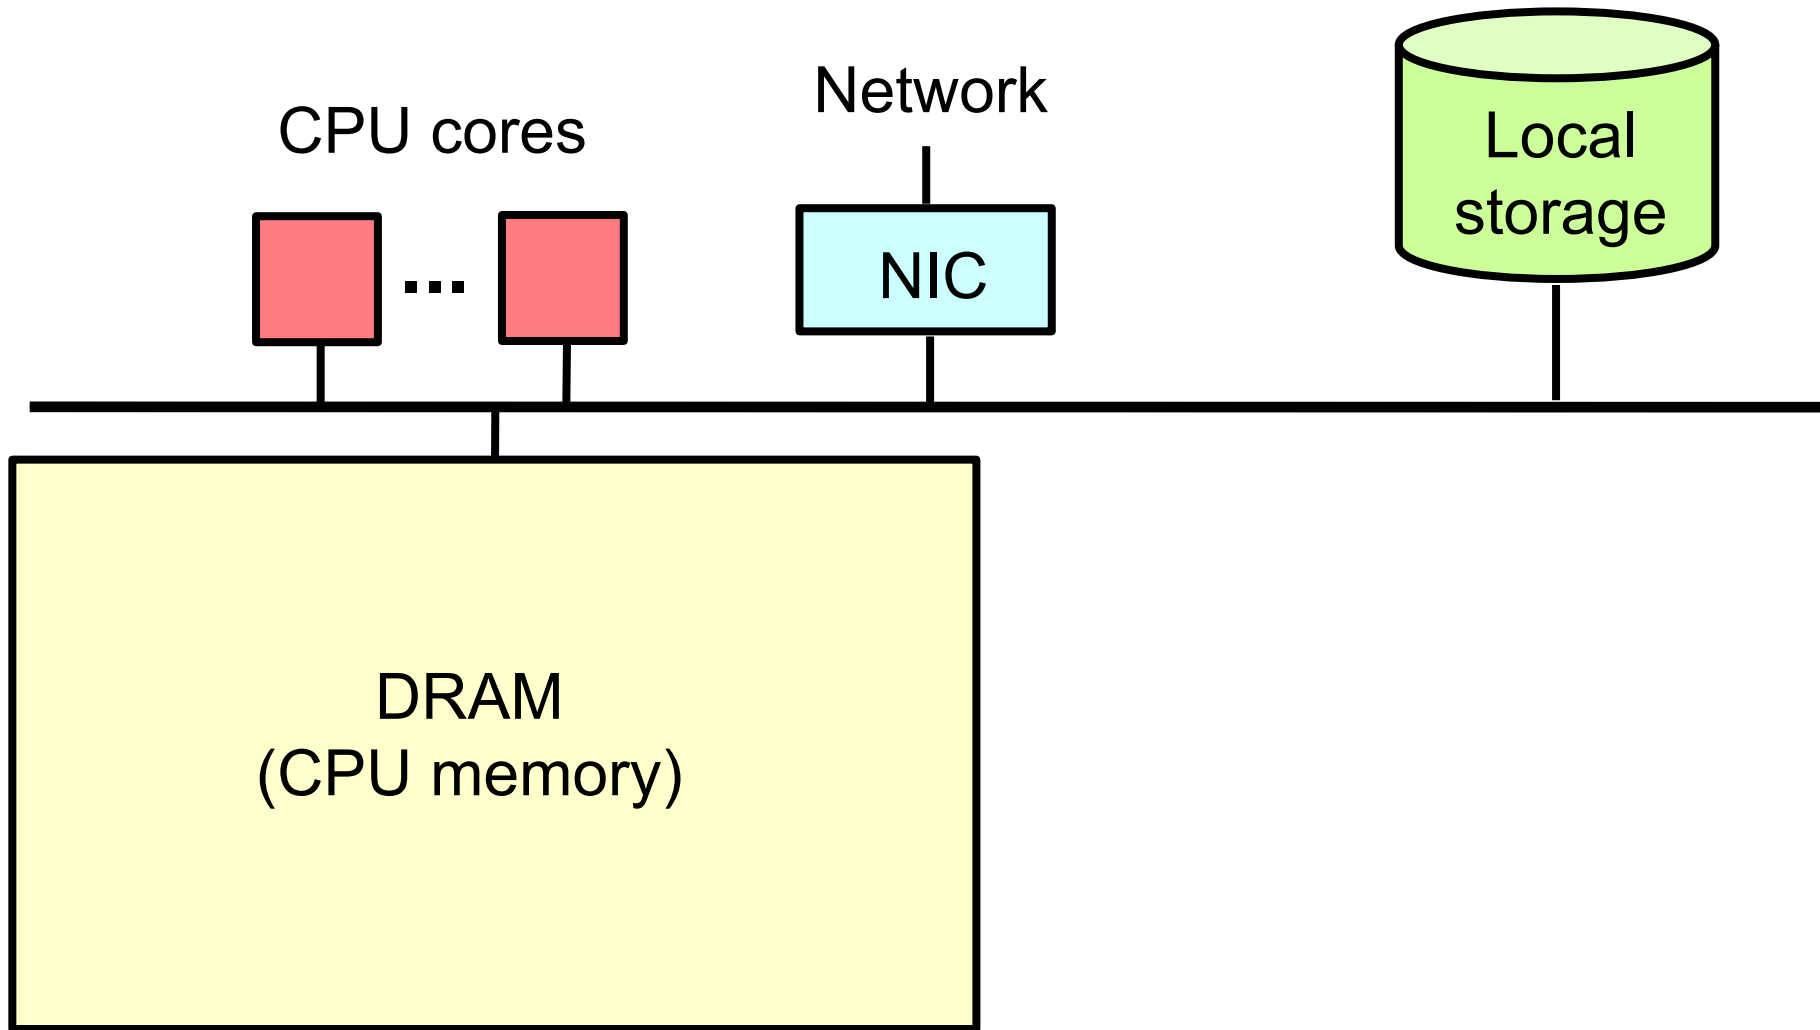 CPU cores
Network
Local
storage
NIC
DRAM
(CPU memory)